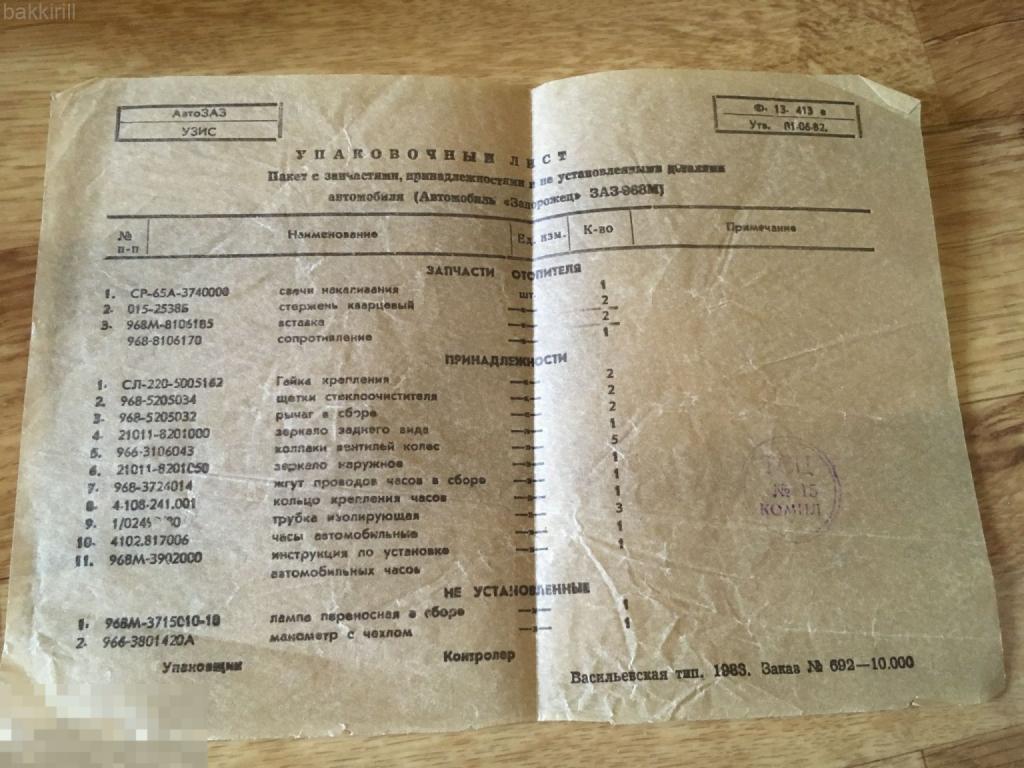 bakkirill
АвтоЗАЗ
УЗИС
Ф- 13- 413 в
Утв. 01-06-82.
УПАКОВОЧНЫЙ ЛИСТ
Пакет с запчастями, принадлежностями и не установленными деталями
автомобиля (Автомобиль «Запорожец» ЗАЗ-968М)
№ п-п Наименование Ед. изм. К-во Примечание
ЗАПЧАСТИ ОТОПИТЕЛЯ
1. СР-65А-3740000 свечи накаливания шт. 1
2- 015-2538Б стержень кварцевый —»— 2
3- 968М-8106185 вставка —»— 2
968-8106170 сопротивление —»— 1
ПРИНАДЛЕЖНОСТИ
1- СЛ-220-5005162 Гайка крепления —»— 2
2. 968-5205034 щетки стеклоочистителя —»— 2
3- 968-5205032 рычаг в сборе —»— 2
4- 21011-8201000 зеркало заднего вида —»— 1
5. 966-3106043 колпаки вентилей колес —»— 5
6. 21011-8201050 зеркало наружное —»— 1
7- 968-3724014 жгут проводов часов в сборе —»— 1
8- 4-108-241.001 кольцо крепления часов —»— 1
9- трубка изолирующая —»— 3
10- 4102.817006 часы автомобильные —»— 1
11. 968М-3902000 инструкция по установке —»— 1
автомобильных часов
НЕ УСТАНОВЛЕННЫЕ
1. 968М-3715010-10 лампа переносная в сборе —»— 1
2- 966-3801420А манометр с чехлом —»— 1
Упаковщик Контролер
Васильевская тип. 1983. Заказ № 692—10.000
№ 15